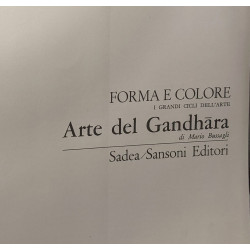 FORMA E COLORE
I GRANDI CICLI DELL'ARTE
Arte del Gandhāra
di Mario Bussagli
Sadea/Sansoni Editori